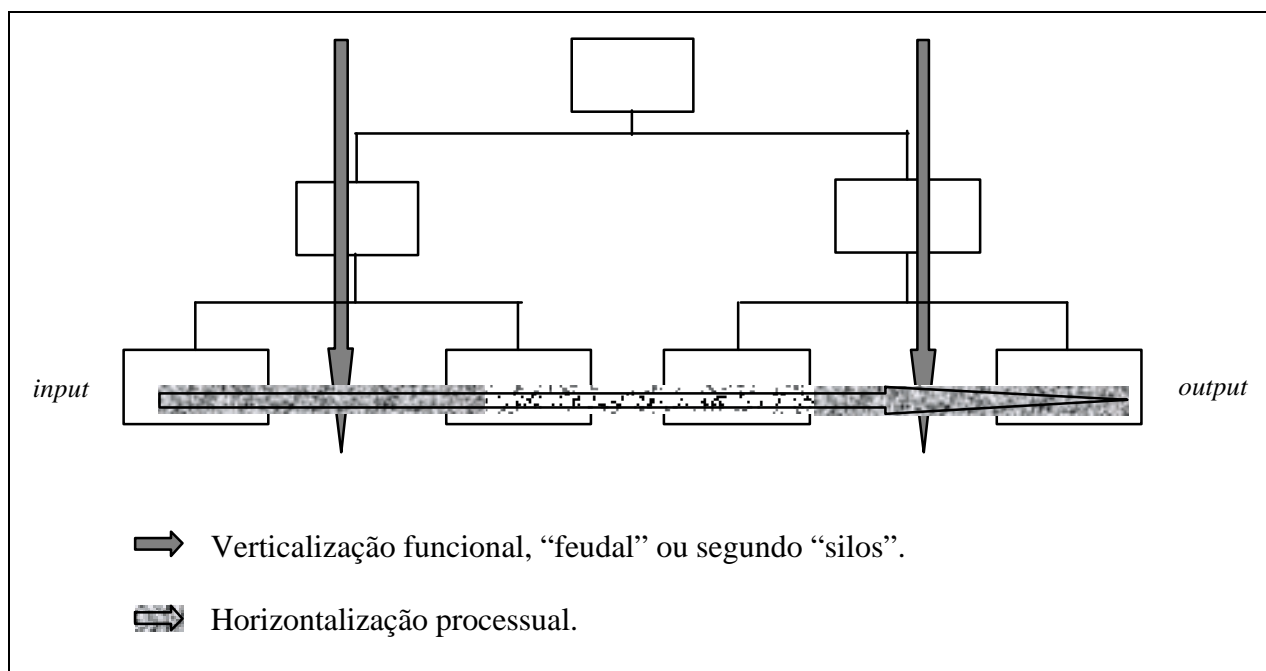 input
output
Verticalização funcional, “feudal” ou segundo “silos”.
Horizontalização processual.